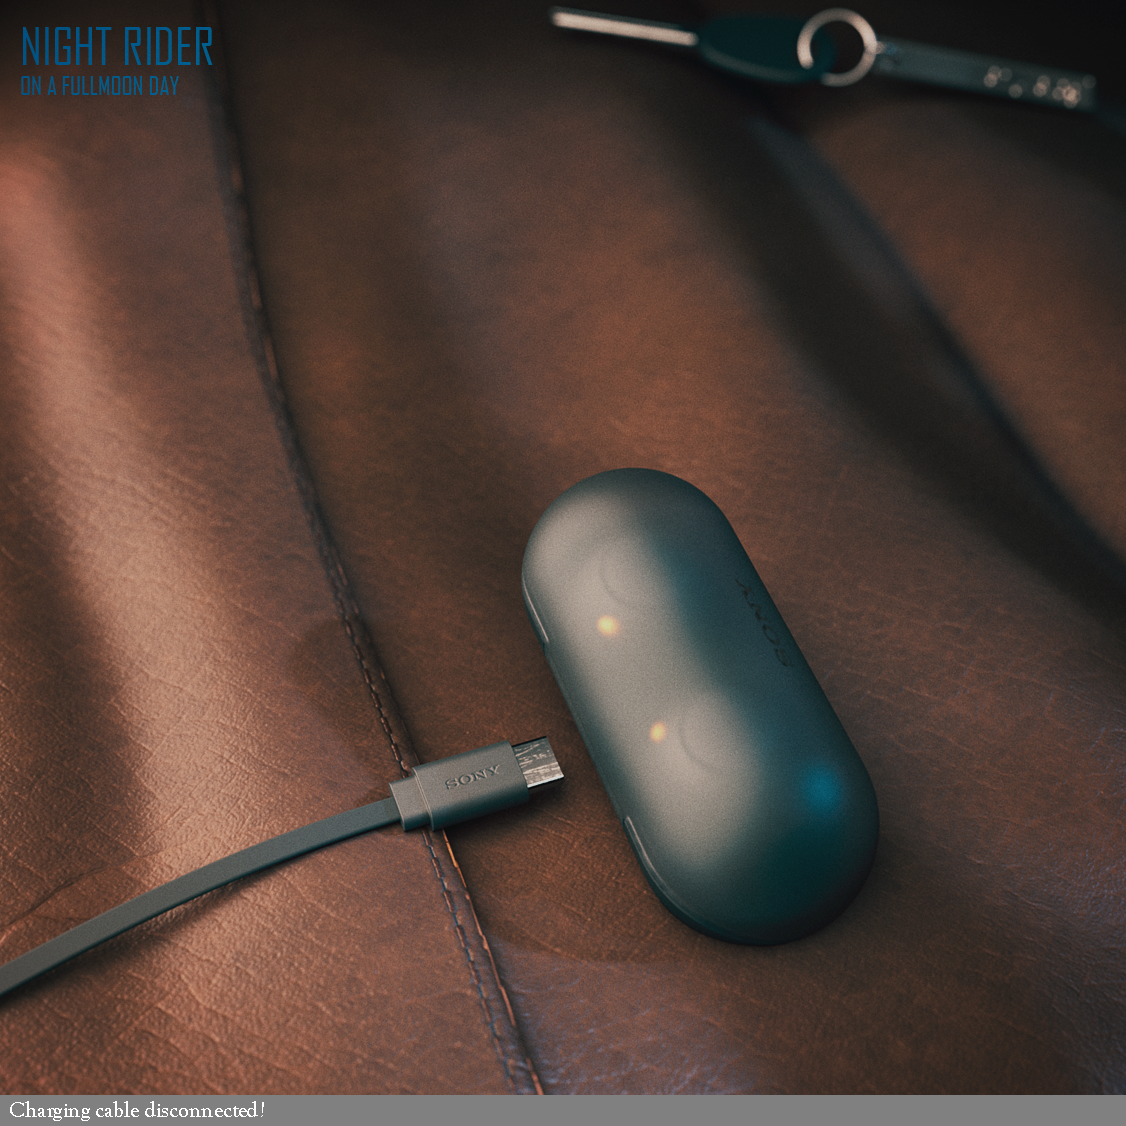 NIGHT RIDER
ON A FULLMOON DAY
SONY
SONY
Charging cable disconnected!